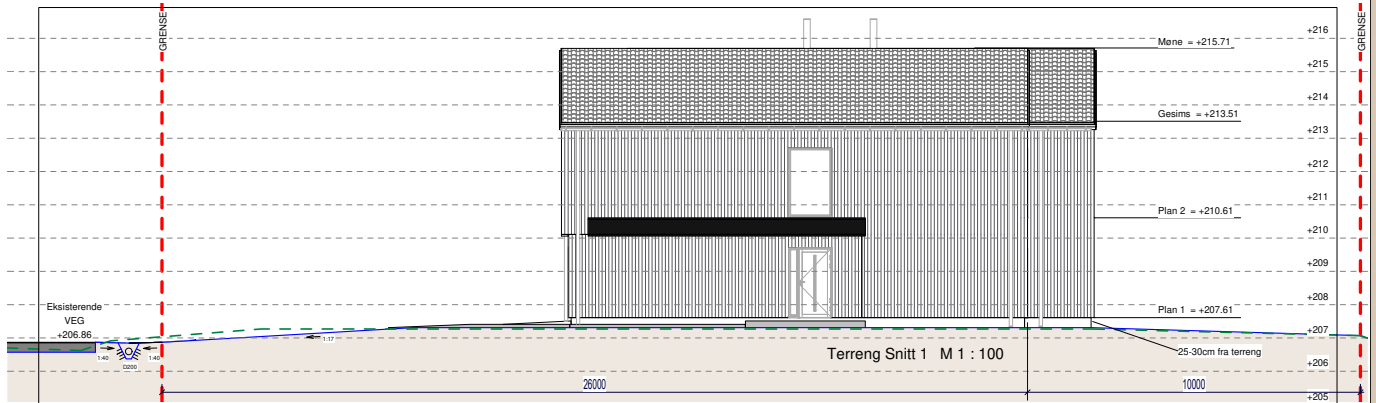 GRENSE
GRENSE
+216
Møne = +215.71
+215
+214
Gesims = +213.51
+213
+212
+211
Plan 2 = +210.61
+210
+209
+208
Eksisterende
VEG
+206.86
Plan 1 = +207.61
+207
1:17
1:40
1:40
D200
Terreng Snitt 1 M 1 : 100
25-30cm fra terreng
+206
26000
10000
+205